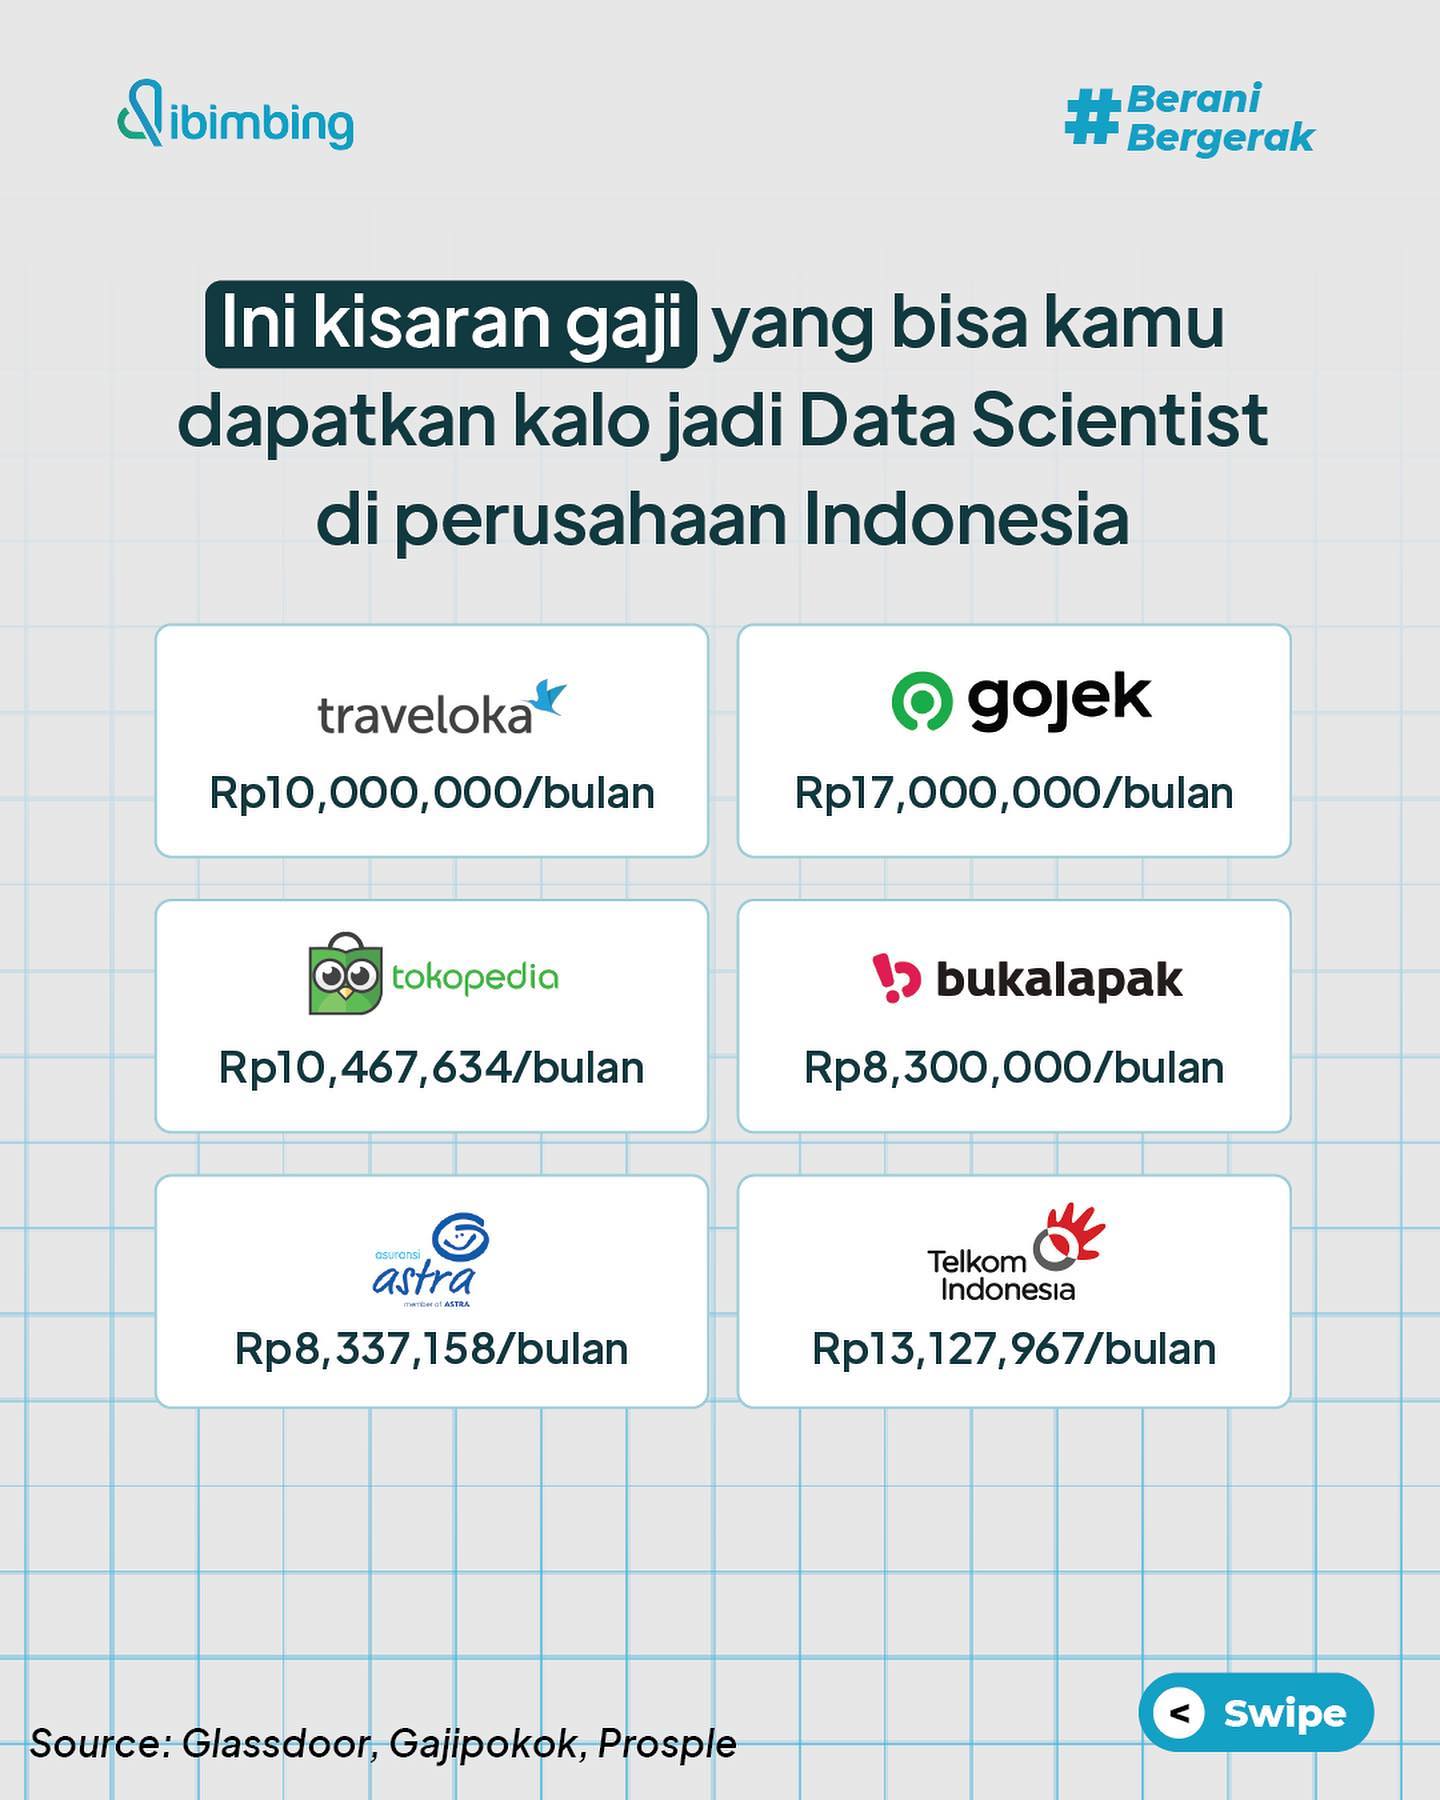 ibimbing
#Berani
Bergerak
Ini kisaran gaji yang bisa kamu
dapatkan kalo jadi Data Scientist
di perusahaan Indonesia
traveloka
Rp10,000,000/bulan
gojek
Rp17,000,000/bulan
tokopedia
Rp10,467,634/bulan
bukalapak
Rp8,300,000/bulan
asuransi
astra
member of ASTRA
Rp8,337,158/bulan
Telkom
Indonesia
Rp13,127,967/bulan
< Swipe
Source: Glassdoor, Gajipokok, Prosple